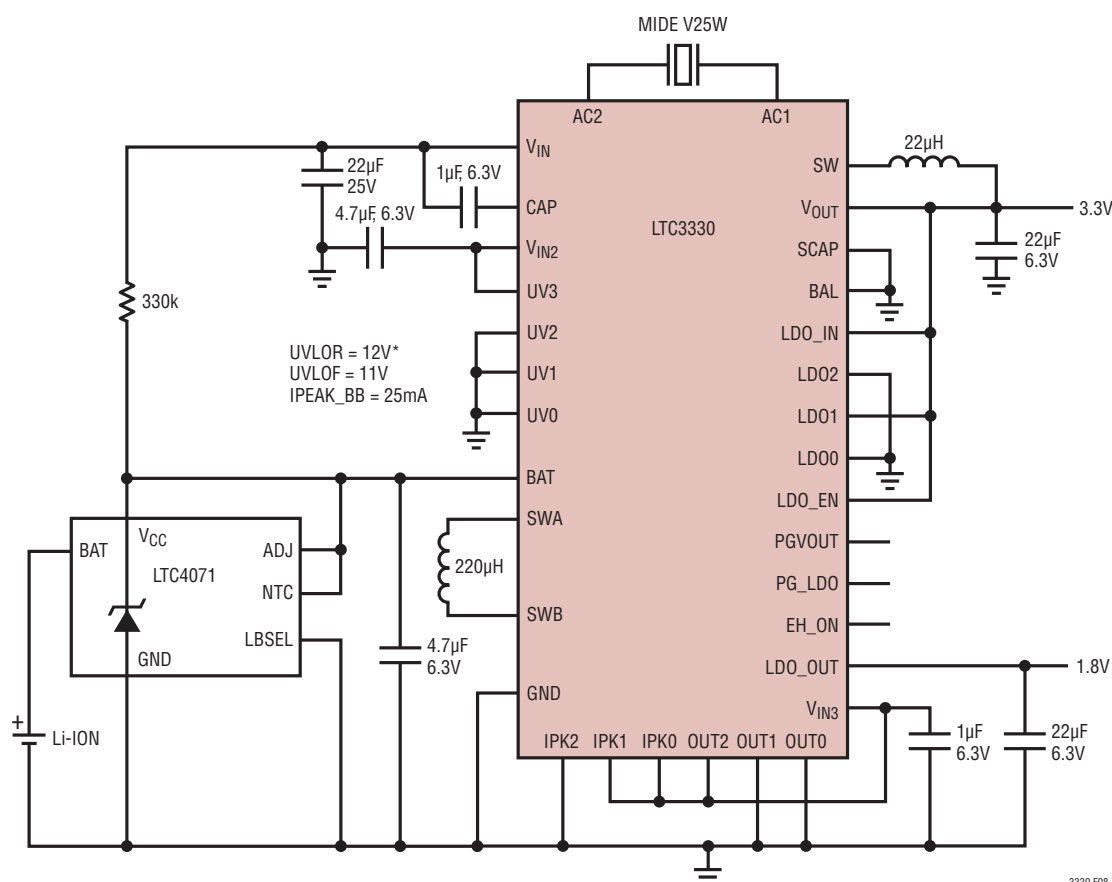 MIDE V25W
AC2
AC1
VIN
22µF
25V
1µF, 6.3V
CAP
4.7µF, 6.3V
VIN2
UV3
UV2
UV1
UV0
UVLOR = 12V*
UVLOF = 11V
IPEAK_BB = 25mA
330k
LTC3330
22µH
SW
VOUT
3.3V
22µF
6.3V
SCAP
BAL
LDO_IN
LDO2
LDO1
LDO0
LDO_EN
PGVOUT
PG_LDO
EH_ON
LDO_OUT
1.8V
VIN3
1µF
6.3V
22µF
6.3V
BAT
SWA
220µH
SWB
4.7µF
6.3V
GND
BAT
VCC
LTC4071
ADJ
NTC
LBSEL
GND
+
Li-ION
IPK2
IPK1
IPK0
OUT2
OUT1
OUT0
3330 F08